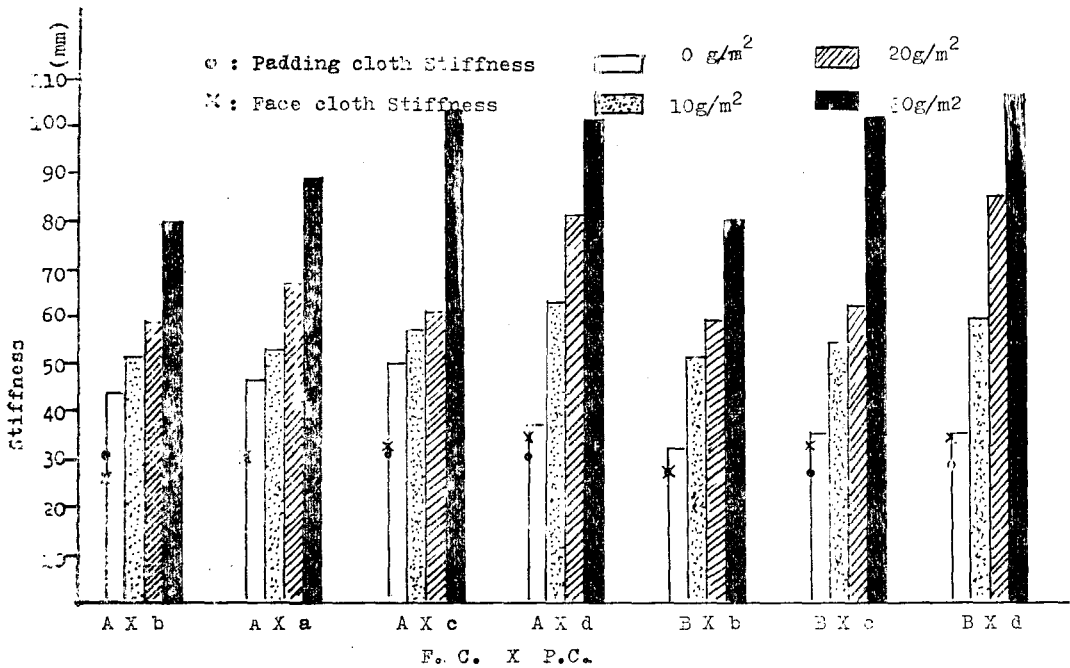 (mm)
o : Padding cloth Stiffness
X : Face cloth Stiffness
0 g/m2
10g/m2
20g/m2
g/m2
100
90
80
70
60
50
40
30
20
Stiffness
A X b
A X a
A X c
A X d
B X b
B X c
B X d
F. C. X P.C.